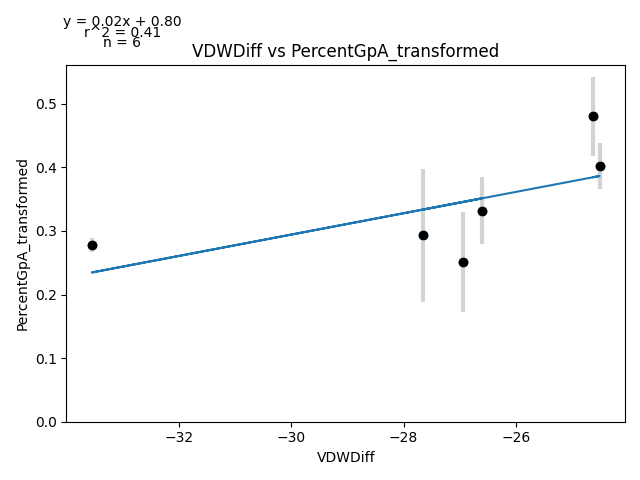 y = 0.02x + 0.80
r^2 = 0.41
n = 6
VDWDiff vs PercentGpA_transformed
PercentGpA_transformed
0.5
0.4
0.3
0.2
0.1
0.0
−32
−30
−28
−26
VDWDiff